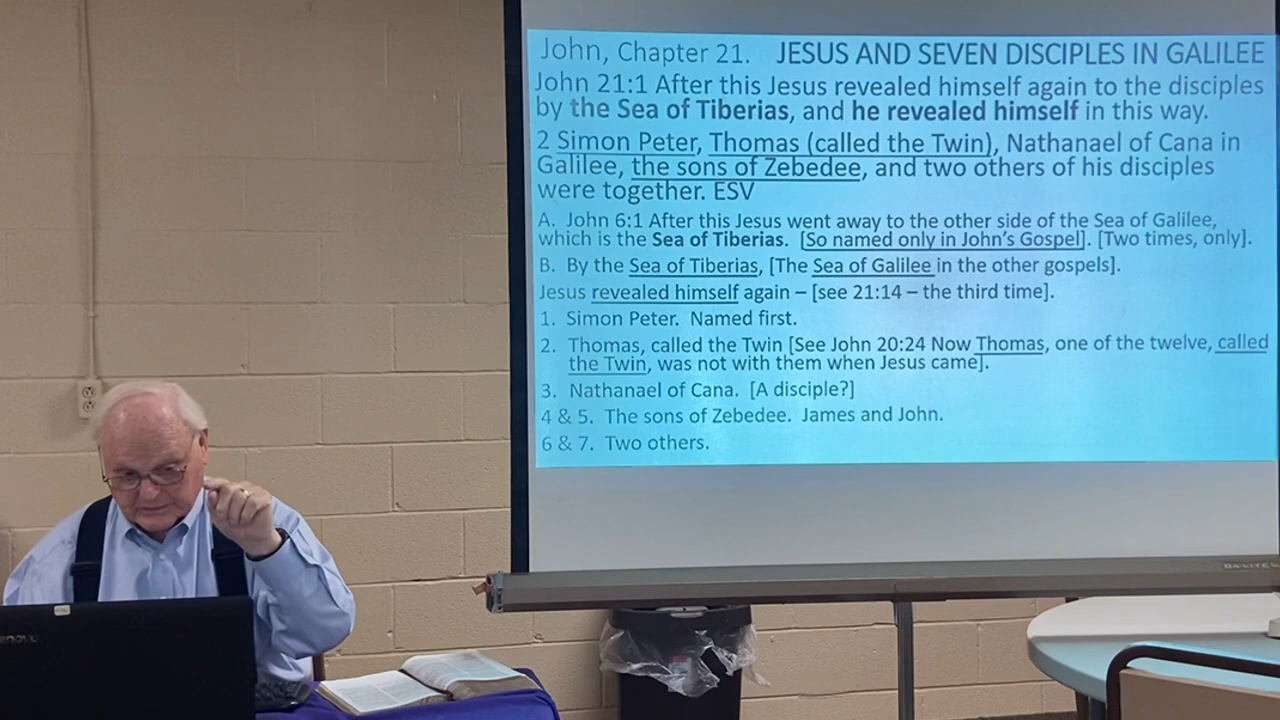 John, Chapter 21. JESUS AND SEVEN DISCIPLES IN GALILEE
John 21:1 After this Jesus revealed himself again to the disciples
by the Sea of Tiberias, and he revealed himself in this way.
2 Simon Peter, Thomas (called the Twin), Nathanael of Cana in
Galilee, the sons of Zebedee, and two others of his disciples
were together. ESV
A. John 6:1 After this Jesus went away to the other side of the Sea of Galilee,
which is the Sea of Tiberias. [So named only in John's Gospel]. [Two times, only].
B. By the Sea of Tiberias, [The Sea of Galilee in the other gospels].
Jesus revealed himself again – [see 21:14 – the third time].
1. Simon Peter. Named first.
2. Thomas, called the Twin [See John 20:24 Now Thomas, one of the twelve, called
the Twin, was not with them when Jesus came].
3. Nathanael of Cana. [A disciple?]
4 & 5. The sons of Zebedee. James and John.
6 & 7. Two others.
DA-LITE
enovo